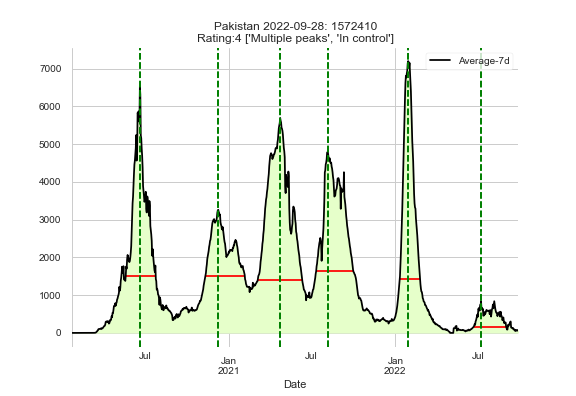 Pakistan 2022-09-28: 1572410
Rating:4 ['Multiple peaks', 'In control']
Average-7d
7000
6000
5000
4000
3000
2000
1000
0
Jul
Jan
2021
Jul
Jan
2022
Jul
Date